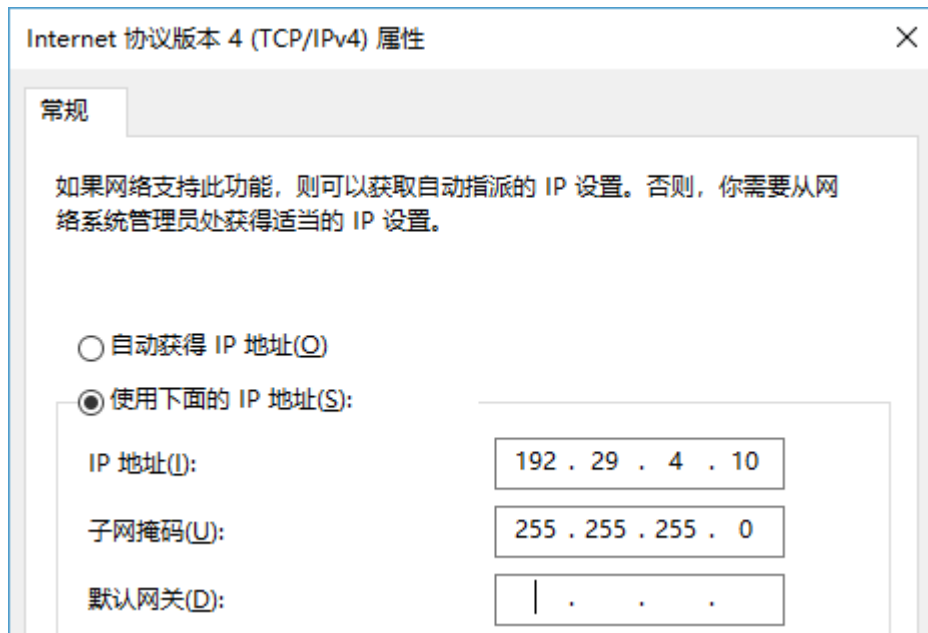 Internet 协议版本 4 (TCP/IPv4) 属性
常规
如果网络支持此功能，则可以获取自动指派的 IP 设置。否则，你需要从网
络系统管理员处获得适当的 IP 设置。
自动获得 IP 地址(O)
使用下面的 IP 地址(S):
IP 地址(I):
192 . 29 . 4 . 10
子网掩码(U):
255 . 255 . 255 . 0
默认网关(D):
. . .